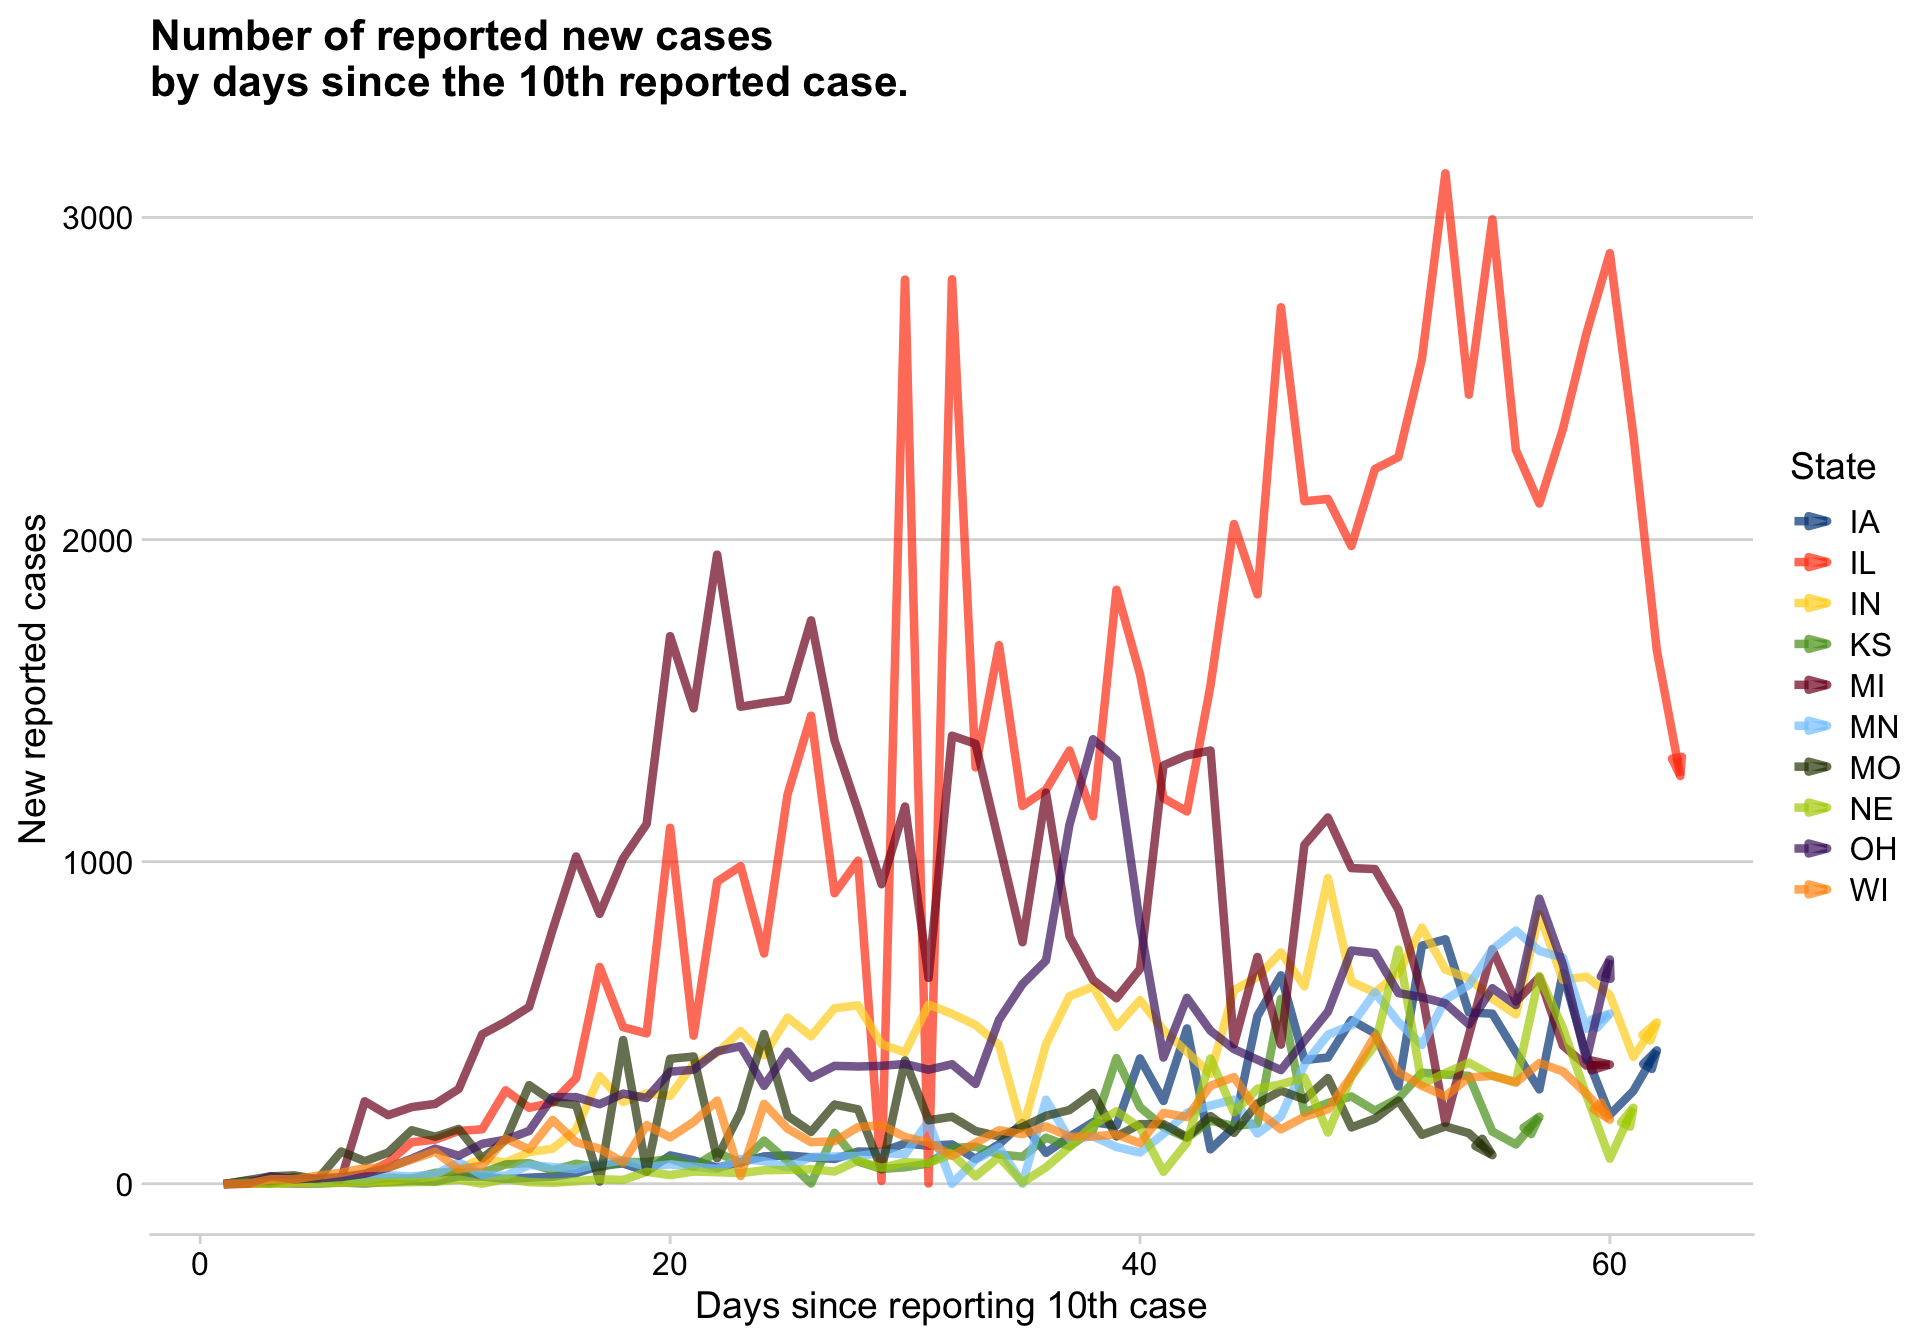 Number of reported new cases
by days since the 10th reported case.
3000
2000
1000
0
New reported cases
0
20
40
60
Days since reporting 10th case
State
IA
IL
IN
KS
MI
MN
MO
NE
OH
WI